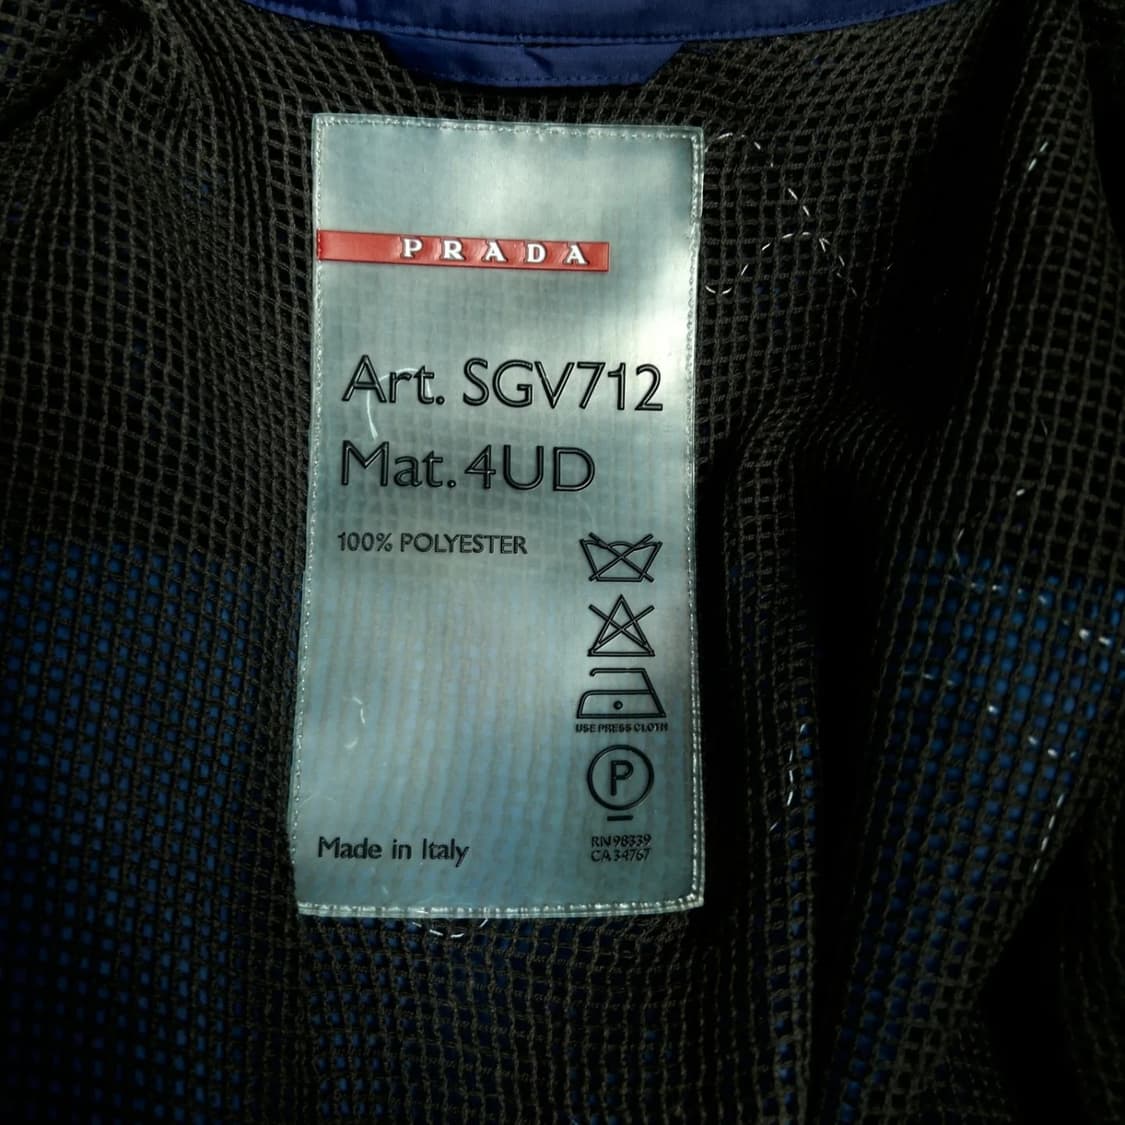 PRADA
Art. SGV712
Mat. 4UD
100% POLYESTER
USE PRESS CLOTH
P
Made in Italy
RN 98339
CA 34767